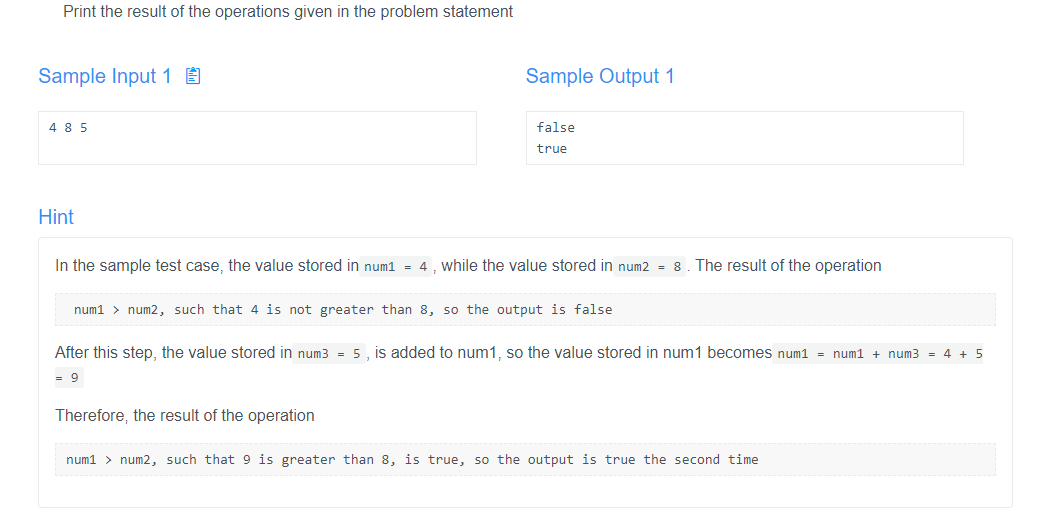 Print the result of the operations given in the problem statement
Sample Input 1
Sample Output 1
4 8 5
false
true
Hint
In the sample test case, the value stored in num1 = 4 , while the value stored in num2 = 8 . The result of the operation
num1 > num2, such that 4 is not greater than 8, so the output is false
After this step, the value stored in num3 = 5 , is added to num1, so the value stored in num1 becomes num1 = num1 + num3 = 4 + 5
= 9
Therefore, the result of the operation
num1 > num2, such that 9 is greater than 8, is true, so the output is true the second time